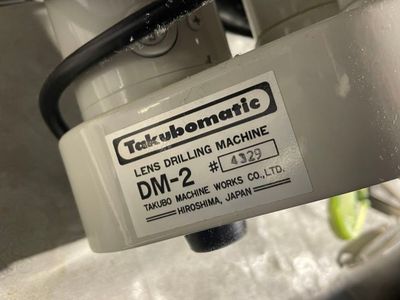 Takubomatic
LENS DRILLING MACHINE
DM-2 # 4329
TAKUBO MACHINE WORKS CO.,LTD.
HIROSHIMA, JAPAN